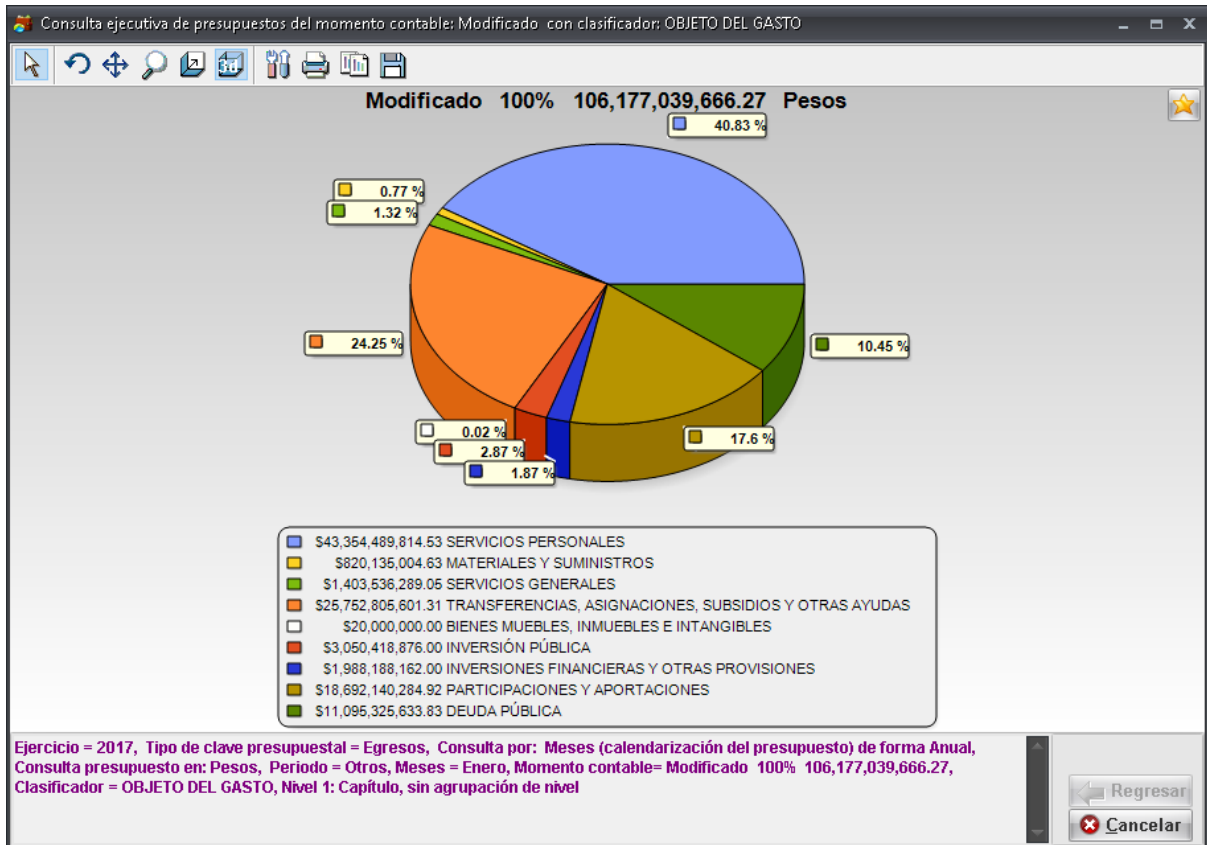 Consulta ejecutiva de presupuestos del momento contable: Modificado con clasificador: OBJETO DEL GASTO
3d
Modificado 100% 106,177,039,666.27 Pesos
40.83 %
0.77 %
1.32 %
24.25 %
10.45 %
0.02 %
17.6 %
2.87 %
1.87 %
$43,354,489,814.53 SERVICIOS PERSONALES
$820,135,004.63 MATERIALES Y SUMINISTROS
$1,403,536,289.05 SERVICIOS GENERALES
$25,752,805,601.31 TRANSFERENCIAS, ASIGNACIONES, SUBSIDIOS Y OTRAS AYUDAS
$20,000,000.00 BIENES MUEBLES, INMUEBLES E INTANGIBLES
$3,050,418,876.00 INVERSIÓN PÚBLICA
$1,988,188,162.00 INVERSIONES FINANCIERAS Y OTRAS PROVISIONES
$18,692,140,284.92 PARTICIPACIONES Y APORTACIONES
$11,095,325,633.83 DEUDA PÚBLICA
Ejercicio = 2017, Tipo de clave presupuestal = Egresos, Consulta por: Meses (calendarización del presupuesto) de forma Anual,
Consulta presupuesto en: Pesos, Periodo = Otros, Meses = Enero, Momento contable= Modificado 100% 106,177,039,666.27,
Clasificador = OBJETO DEL GASTO, Nivel 1: Capítulo, sin agrupación de nivel
Regresar
Cancelar